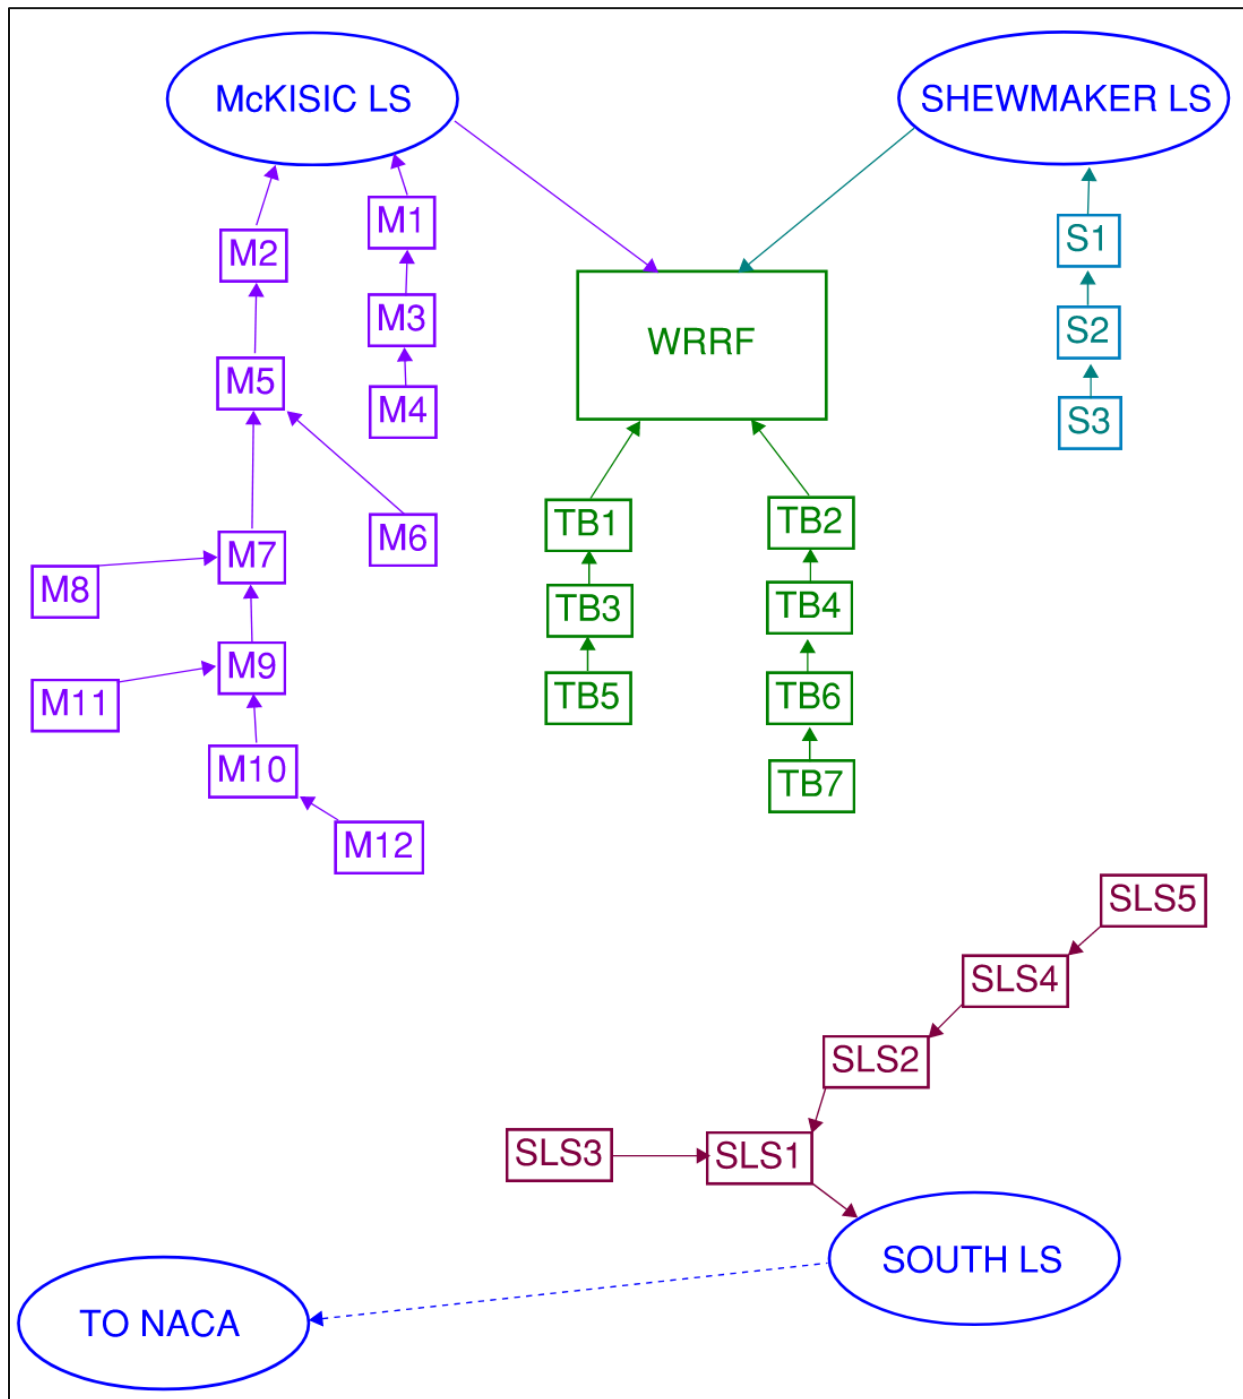 McKISIC LS
SHEWMAKER LS
M1
M2
S1
M3
S2
WRRF
M5
M4
S3
TB1
TB2
M6
M7
M8
TB3
TB4
M9
M11
TB5
TB6
M10
TB7
M12
SLS5
SLS4
SLS2
SLS3
SLS1
SOUTH LS
TO NACA